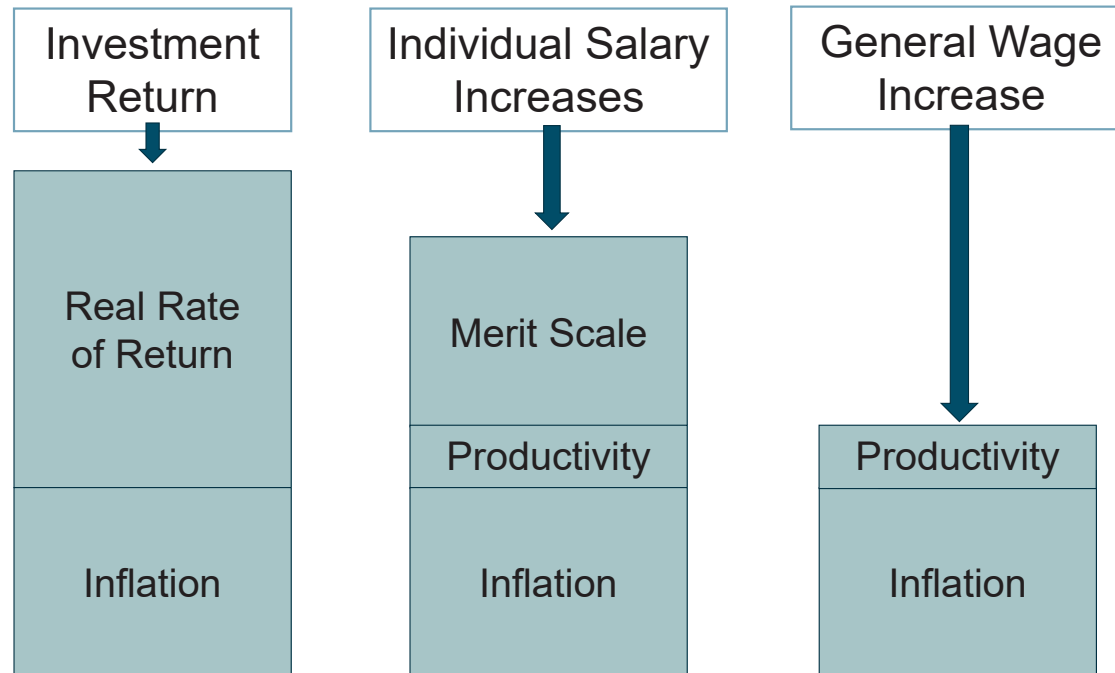 Investment
Return
Individual Salary
Increases
General Wage
Increase
Real Rate
of Return
Inflation
Merit Scale
Productivity
Inflation
Productivity
Inflation